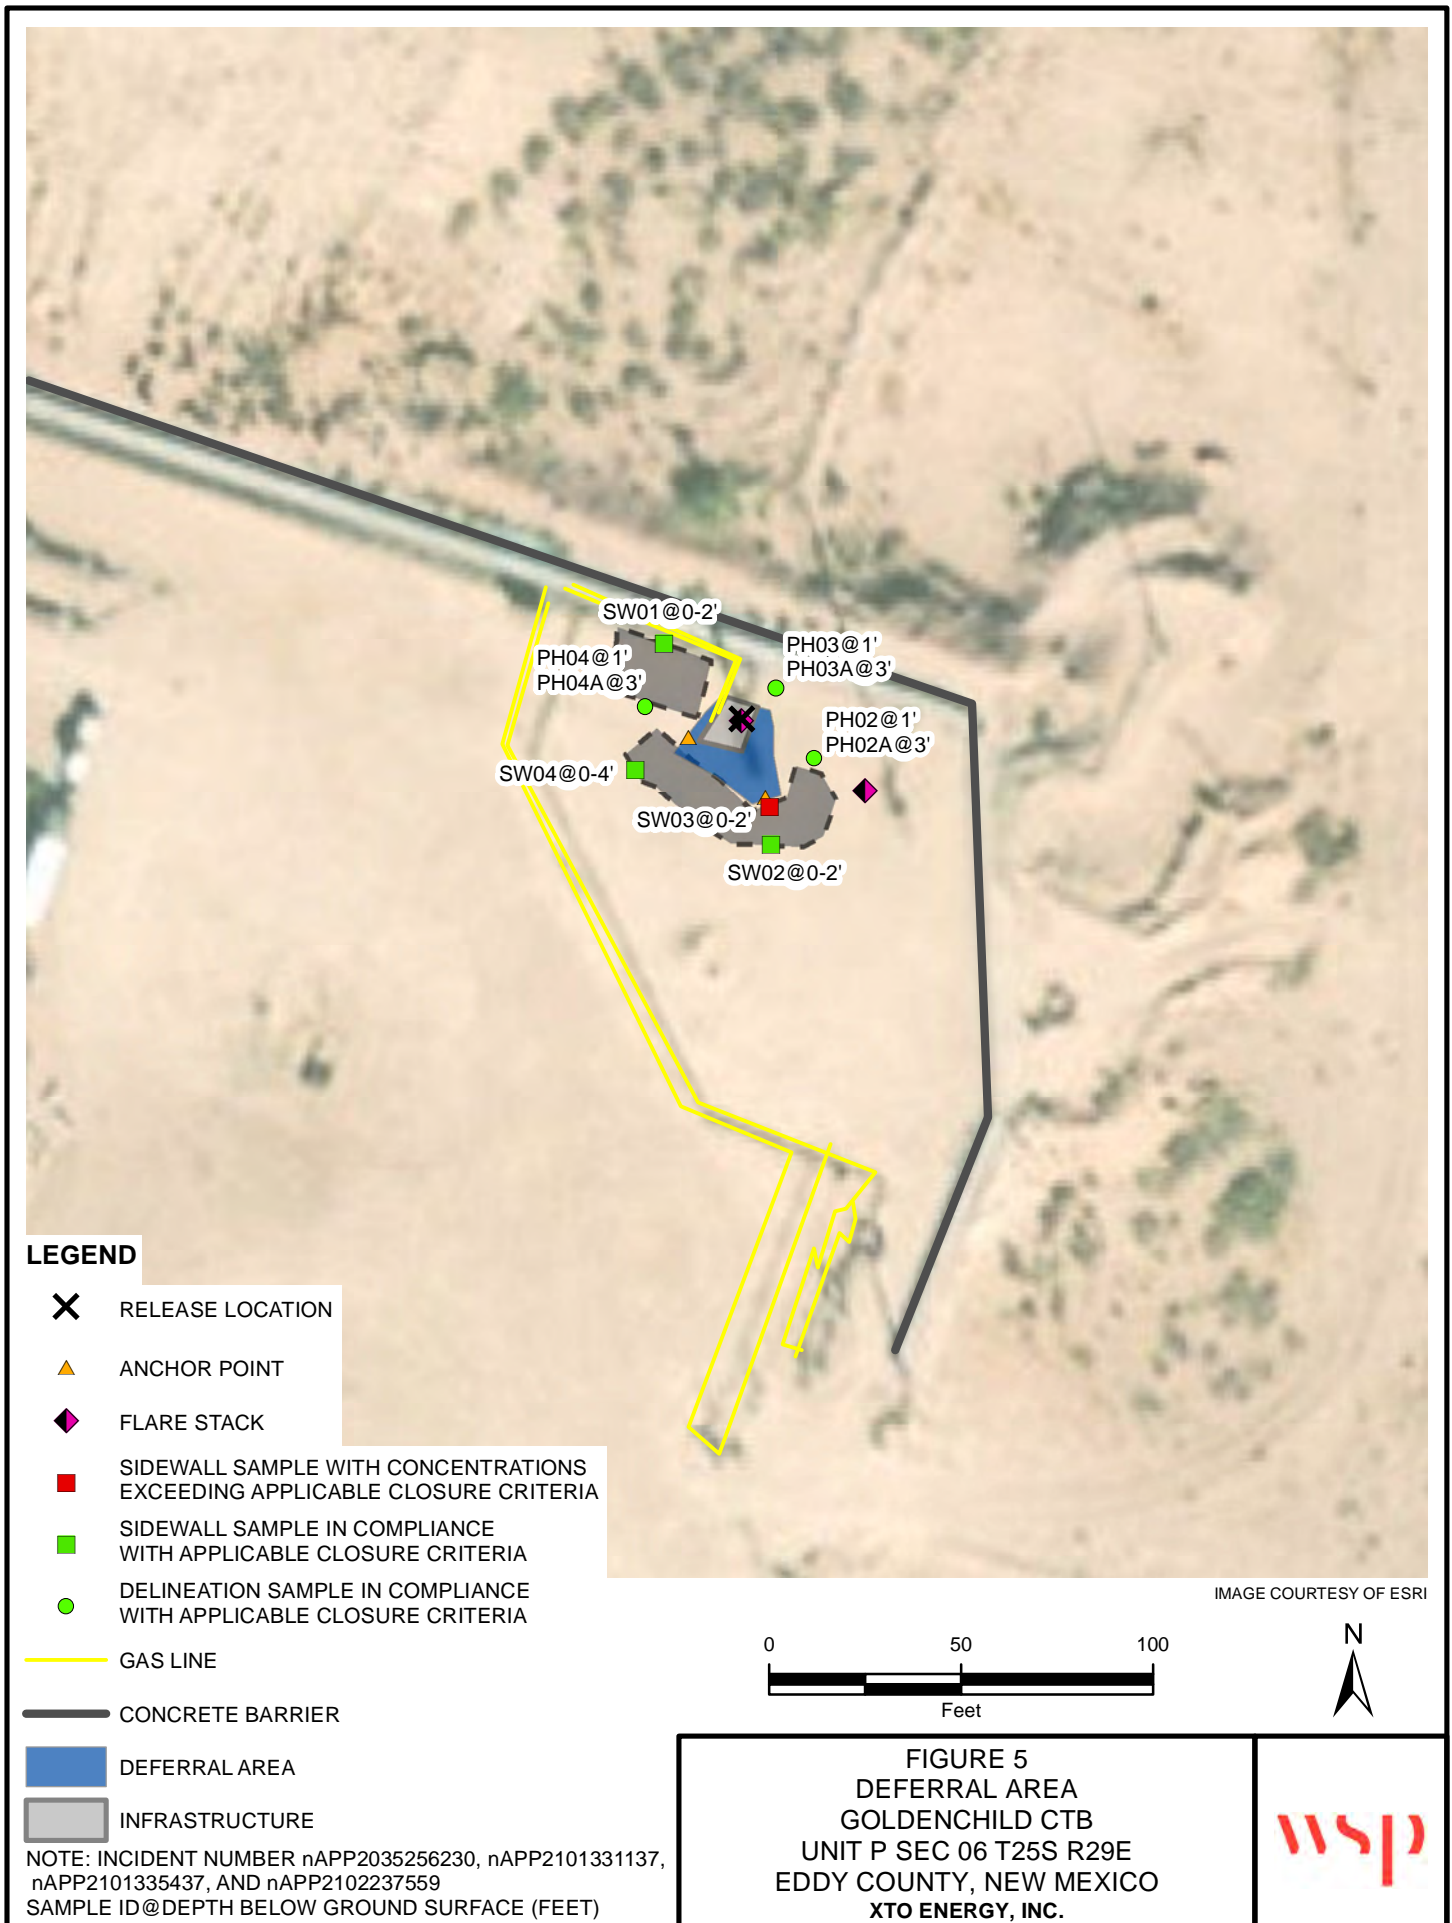 SW01@0-2'
PH03@1'
PH03A@3'
PH04@1'
PH04A@3'
PH02@1'
PH02A@3'
SW04@0-4'
SW03@0-2'
SW02@0-2'
LEGEND
RELEASE LOCATION
ANCHOR POINT
FLARE STACK
SIDEWALL SAMPLE WITH CONCENTRATIONS
EXCEEDING APPLICABLE CLOSURE CRITERIA
SIDEWALL SAMPLE IN COMPLIANCE
WITH APPLICABLE CLOSURE CRITERIA
DELINEATION SAMPLE IN COMPLIANCE
WITH APPLICABLE CLOSURE CRITERIA
GAS LINE
CONCRETE BARRIER
DEFERRAL AREA
INFRASTRUCTURE
NOTE: INCIDENT NUMBER nAPP2035256230, nAPP2101331137,
nAPP2101335437, AND nAPP2102237559
SAMPLE ID@DEPTH BELOW GROUND SURFACE (FEET)
IMAGE COURTESY OF ESRI
0 50 100
Feet
N
FIGURE 5
DEFERRAL AREA
GOLDENCHILD CTB
UNIT P SEC 06 T25S R29E
EDDY COUNTY, NEW MEXICO
XTO ENERGY, INC.
wsp